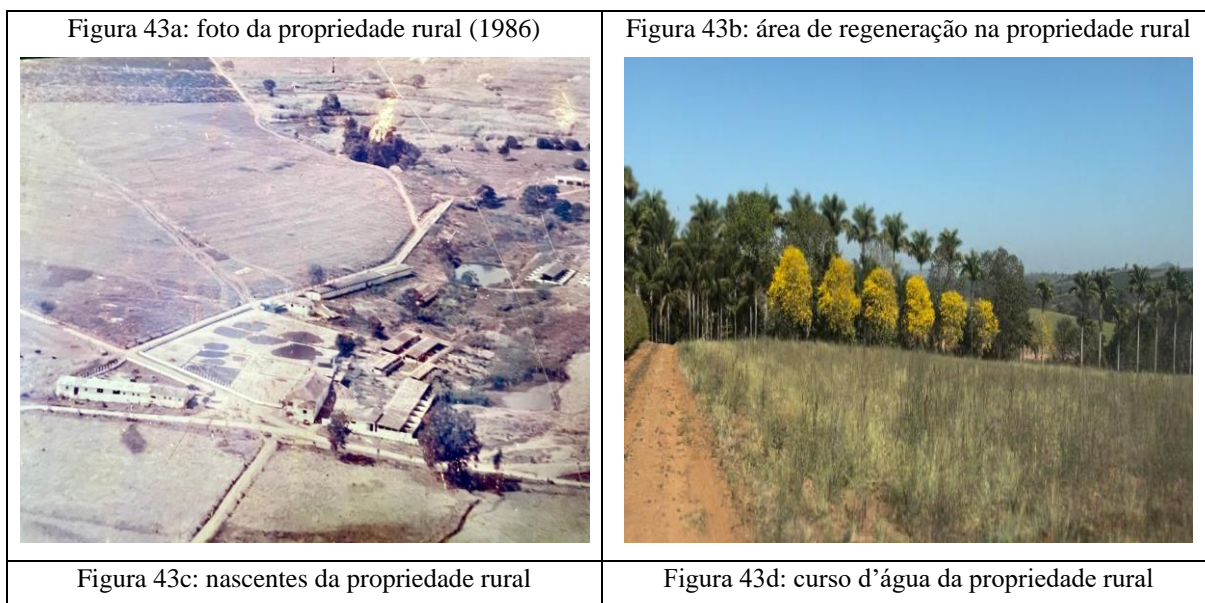 Figura 43a: foto da propriedade rural (1986)
Figura 43b: área de regeneração na propriedade rural
Figura 43c: nascentes da propriedade rural
Figura 43d: curso d’água da propriedade rural